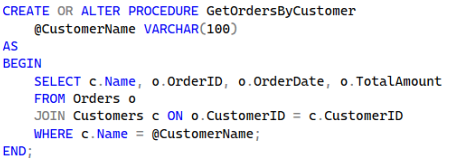 CREATE OR ALTER PROCEDURE GetOrdersByCustomer
    @CustomerName VARCHAR(100)
AS
BEGIN
    SELECT c.Name, o.OrderID, o.OrderDate, o.TotalAmount
    FROM Orders o
    JOIN Customers c ON o.CustomerID = c.CustomerID
    WHERE c.Name = @CustomerName;
END;